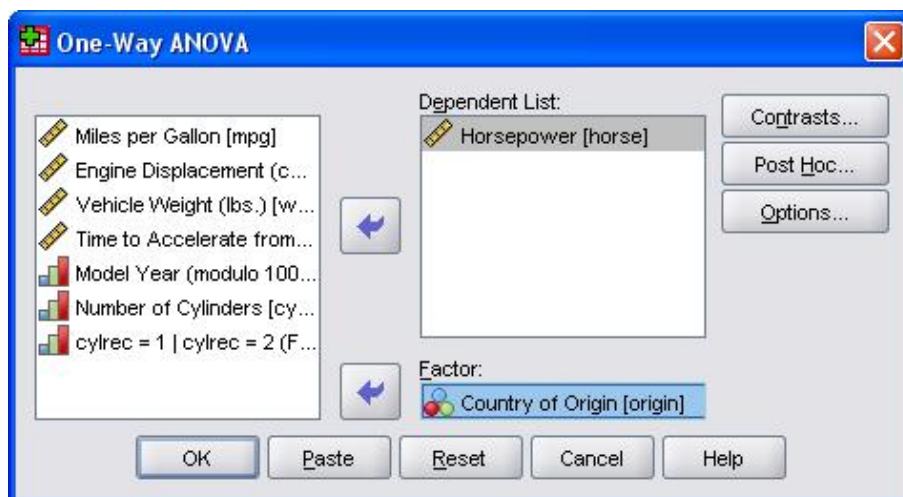 One-Way ANOVA
Miles per Gallon [mpg]
Engine Displacement (c...
Vehicle Weight (lbs.) [w...
Time to Accelerate from...
Model Year (modulo 100...
Number of Cylinders [cy...
cylrec = 1 | cylrec = 2 (F...
Dependent List:
Horsepower [horse]
Factor:
Country of Origin [origin]
Contrasts...
Post Hoc...
Options...
OK
Paste
Reset
Cancel
Help